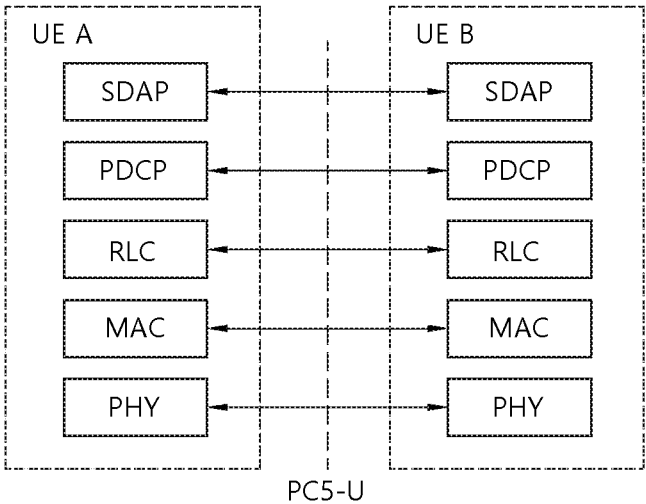 UE A
UE B
SDAP
SDAP
PDCP
PDCP
RLC
RLC
MAC
MAC
PHY
PHY
PC5-U